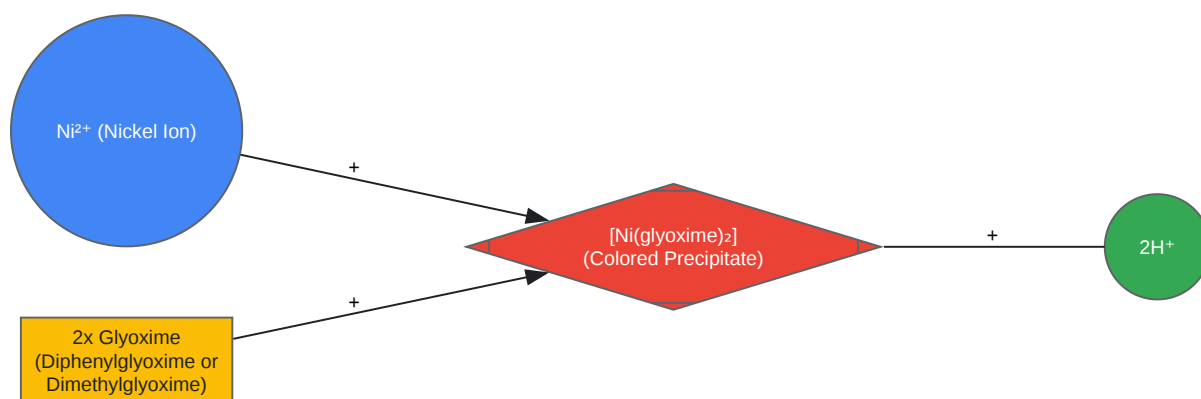 Ni²⁺ (Nickel Ion)
+
[Ni(glyoxime)₂]
(Colored Precipitate)
+
2H⁺
+
2x Glyoxime
(Diphenylglyoxime or
Dimethylglyoxime)